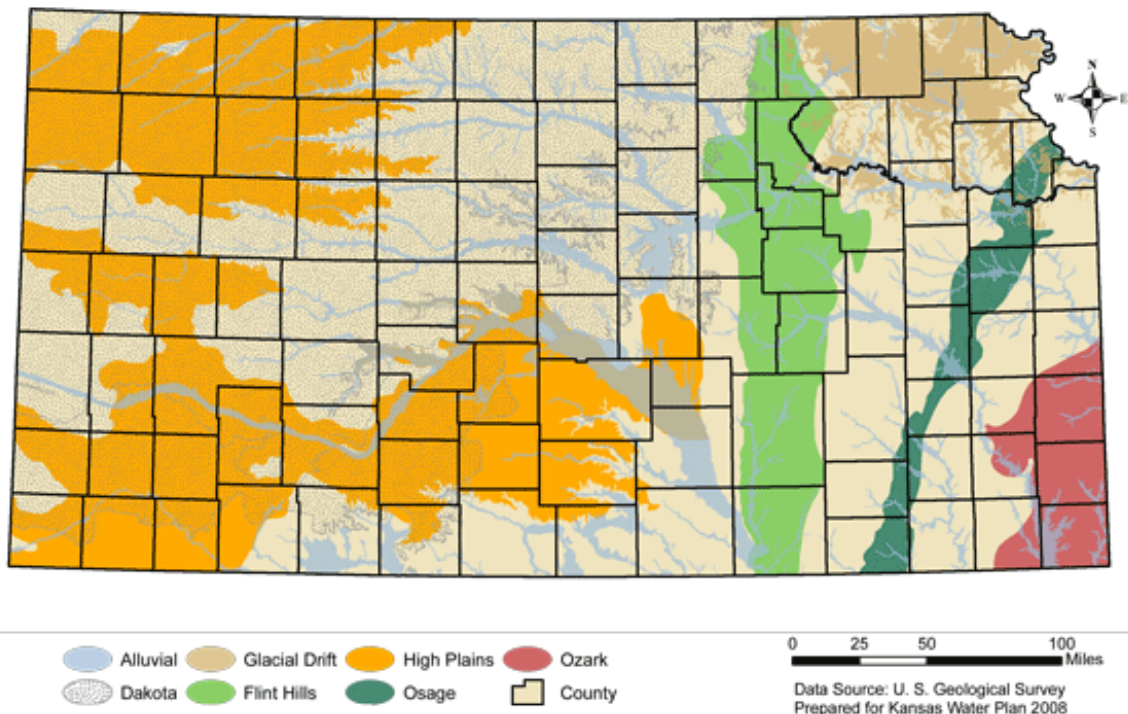 N
W E
S
Alluvial Glacial Drift High Plains Ozark
Dakota Flint Hills Osage County
0 25 50 100
Miles
Data Source: U. S. Geological Survey
Prepared for Kansas Water Plan 2008